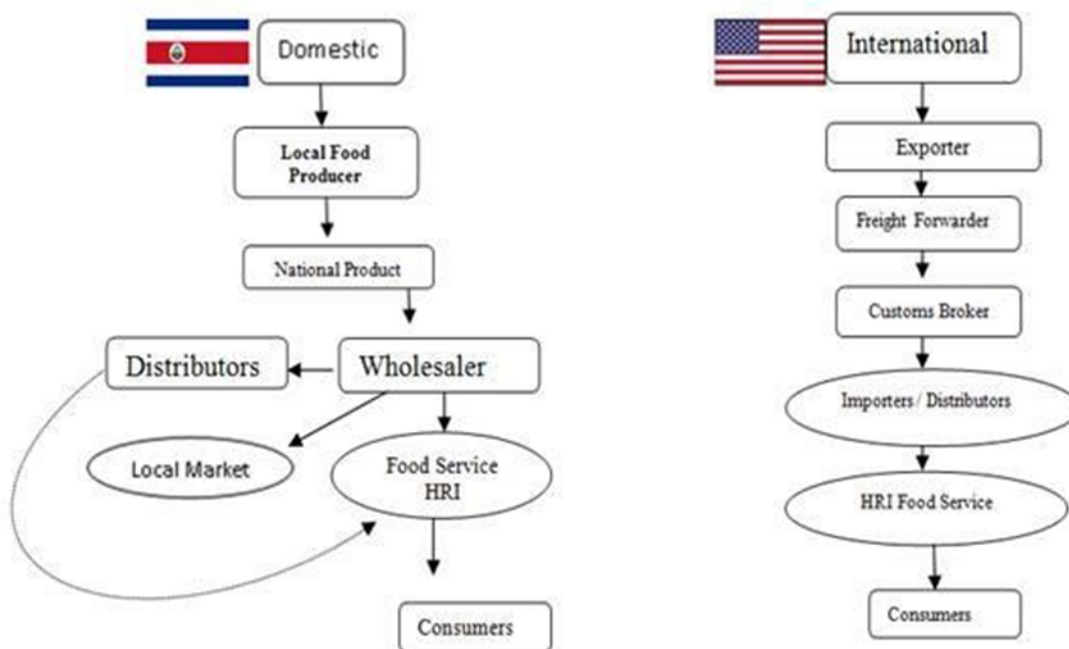 Domestic
Local Food
Producer
National Product
Distributors
Wholesaler
Local Market
Food Service
HRI
Consumers
International
Exporter
Freight Forwarder
Customs Broker
Importers / Distributors
HRI Food Service
Consumers